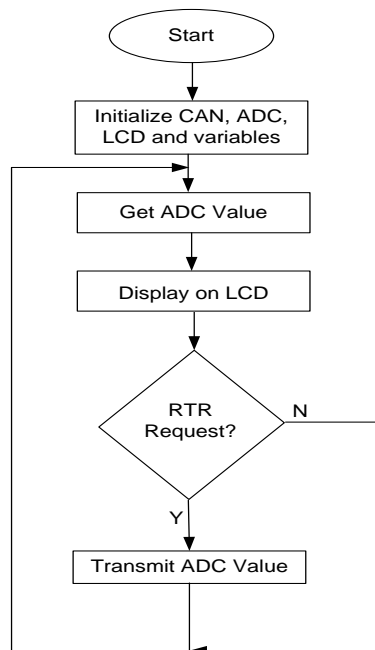 Start
Initialize CAN, ADC,
LCD and variables
Get ADC Value
Display on LCD
RTR
Request?
N
Y
Transmit ADC Value